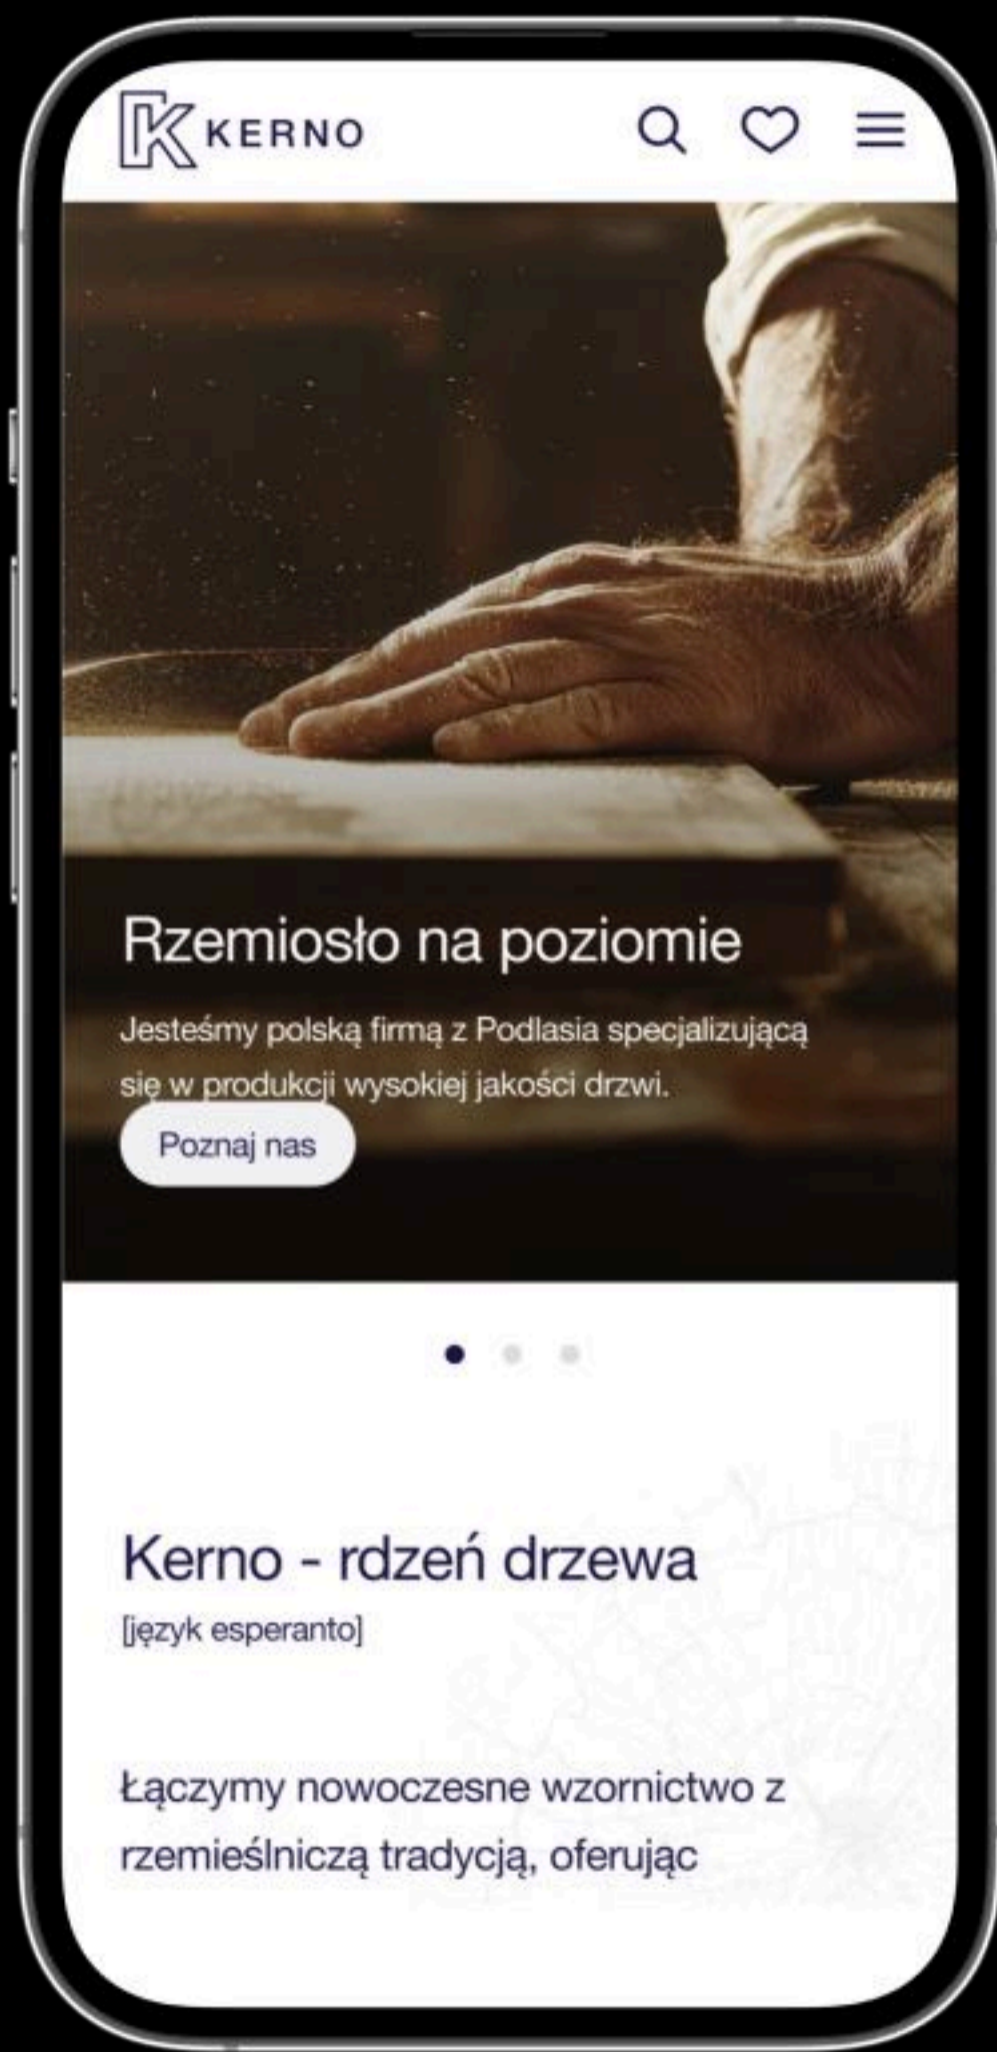 KERNO
Rzemiosło na poziomie
Jesteśmy polską firmą z Podlasia specjalizującą
się w produkcji wysokiej jakości drzwi.
Poznaj nas
Kerno - rdzeń drzewa
[język esperanto]
Łączymy nowoczesne wzornictwo z
rzemieślniczą tradycją, oferując